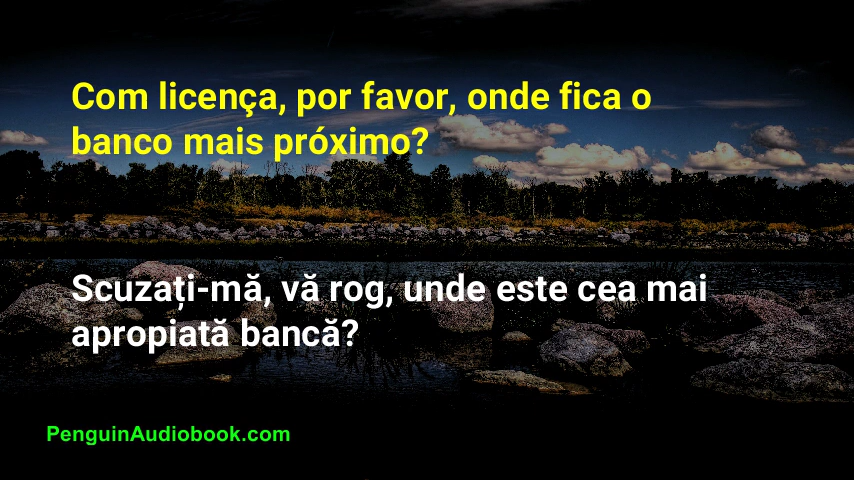 Com licença, por favor, onde fica o
banco mais próximo?
Scuzați-mă, vă rog, unde este cea mai
apropiată bancă?
PenguinAudiobook.com